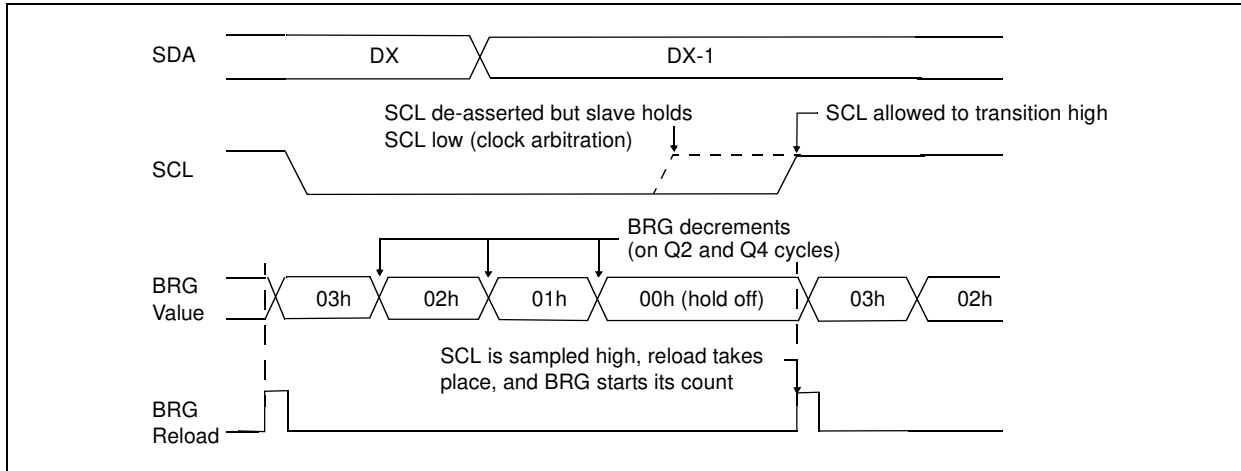 SDA
DX
DX-1
SCL de-asserted but slave holds
SCL low (clock arbitration)
SCL allowed to transition high
SCL
BRG decrements
(on Q2 and Q4 cycles)
BRG
Value
03h
02h
01h
00h (hold off)
03h
02h
SCL is sampled high, reload takes
place, and BRG starts its count
BRG
Reload